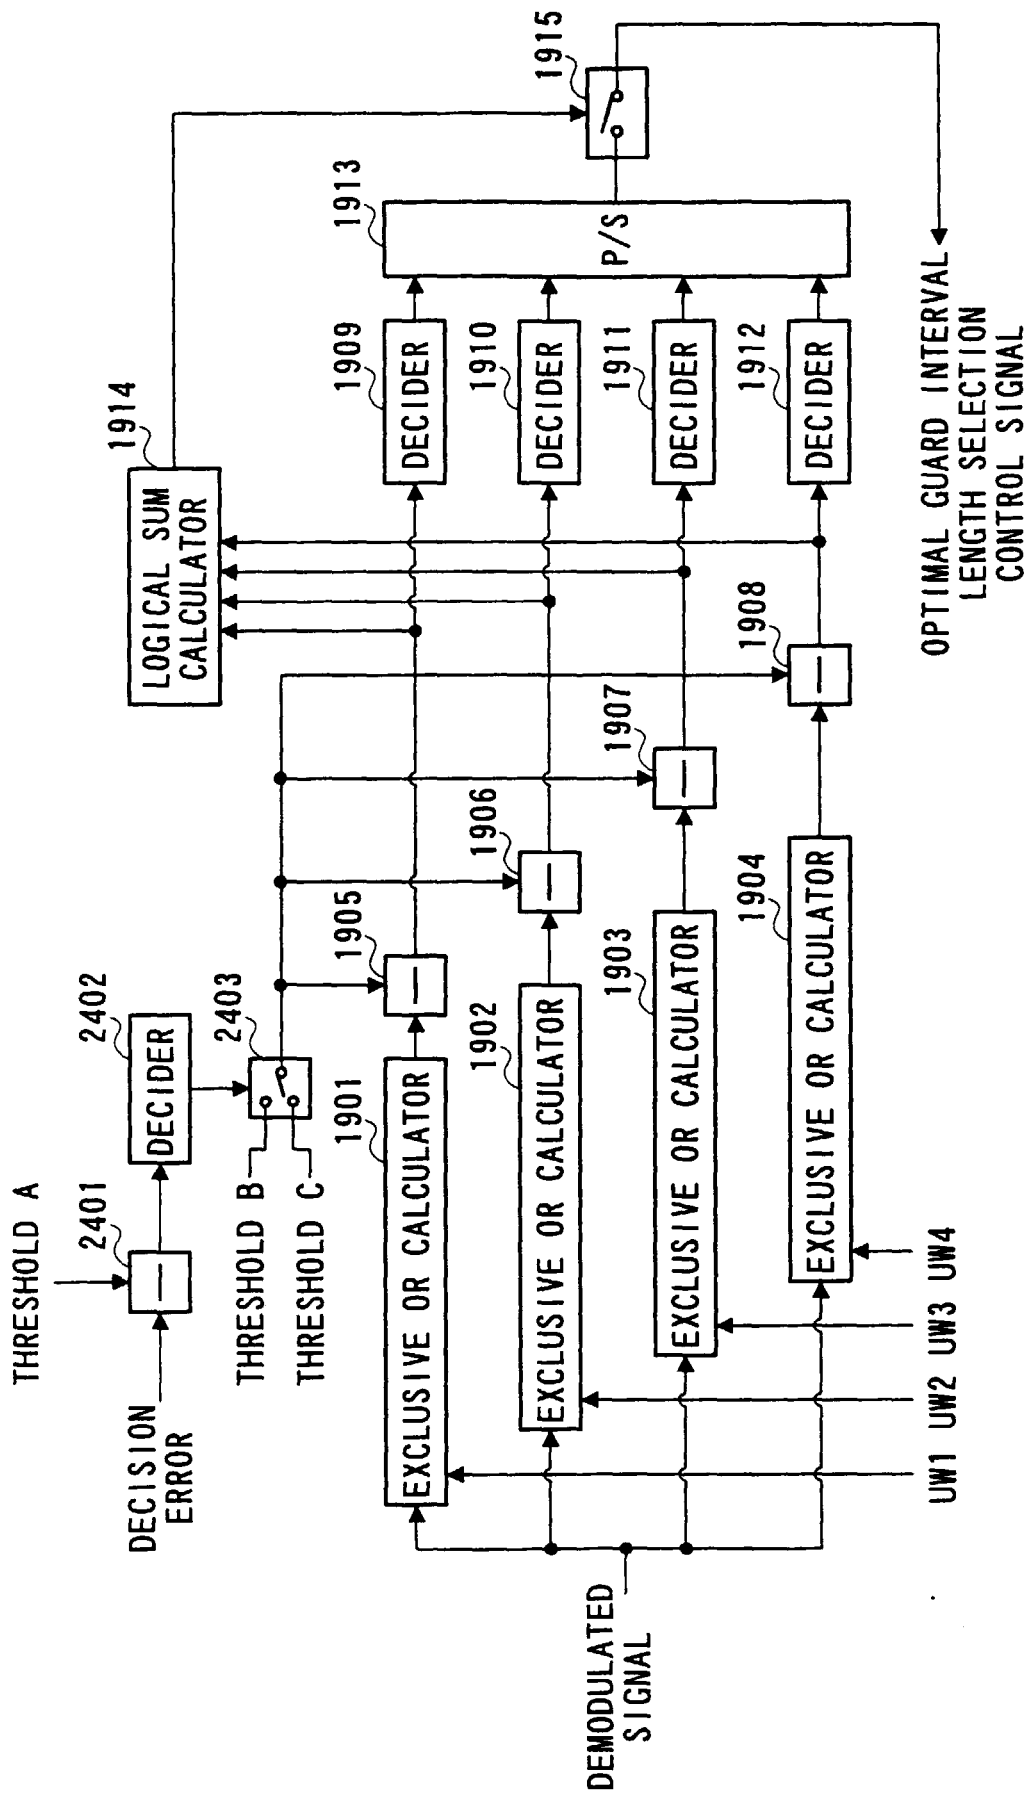 THRESHOLD A
DECISION
ERROR
2401
2402
DECIDER
2403
THRESHOLD B
THRESHOLD C
1914
LOGICAL SUM
CALCULATOR
1915
1901
EXCLUSIVE OR CALCULATOR
1905
1909
DECIDER
1913
P/S
1902
EXCLUSIVE OR CALCULATOR
1906
1910
DECIDER
1903
EXCLUSIVE OR CALCULATOR
1907
1911
DECIDER
1904
EXCLUSIVE OR CALCULATOR
1908
1912
DECIDER
DEMODULATED
SIGNAL
UW1 UW2 UW3 UW4
OPTIMAL GUARD INTERVAL
LENGTH SELECTION
CONTROL SIGNAL